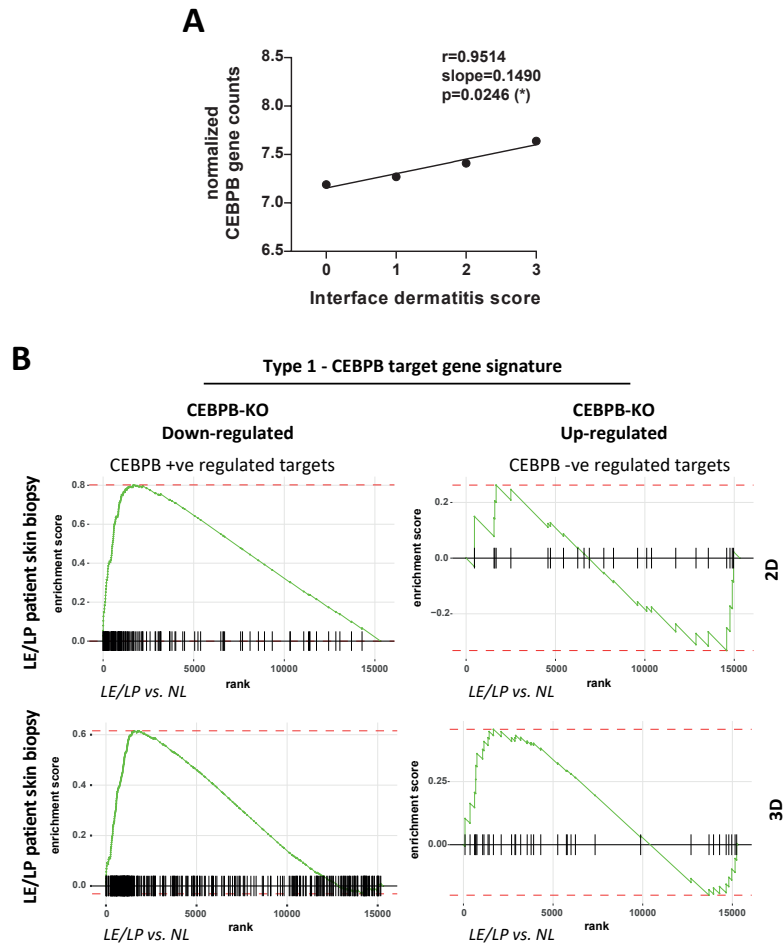 A
r=0.9514
slope=0.1490
p=0.0246 (*)
normalized
CEBPB gene counts
8.5
8.0
7.5
7.0
6.5
0 1 2 3
Interface dermatitis score
B
Type 1 - CEBPB target gene signature
CEBPB-KO
Down-regulated
CEBPB +ve regulated targets
CEBPB-KO
Up-regulated
CEBPB -ve regulated targets
LE/LP patient skin biopsy
enrichment score
0.8
0.6
0.4
0.2
0.0
0 5000 10000 15000
rank
LE/LP vs. NL
enrichment score
0.2
0.0
−0.2
0 5000 10000 15000
rank
LE/LP vs. NL
2D
LE/LP patient skin biopsy
enrichment score
0.6
0.4
0.2
0.0
0 5000 10000 15000
rank
LE/LP vs. NL
enrichment score
0.25
0.00
0 5000 10000 15000
rank
LE/LP vs. NL
3D